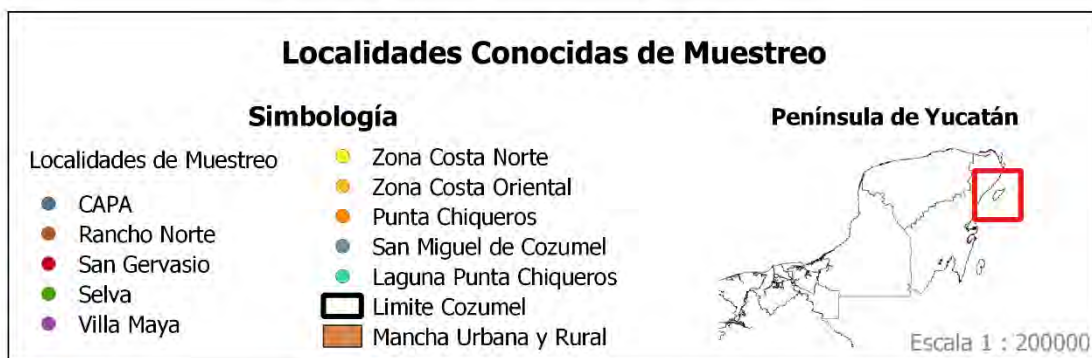 Localidades Conocidas de Muestreo
Simbología
Localidades de Muestreo
CAPA
Rancho Norte
San Gervasio
Selva
Villa Maya
Zona Costa Norte
Zona Costa Oriental
Punta Chiqueros
San Miguel de Cozumel
Laguna Punta Chiqueros
Limite Cozumel
Mancha Urbana y Rural
Península de Yucatán
Escala 1 : 200000